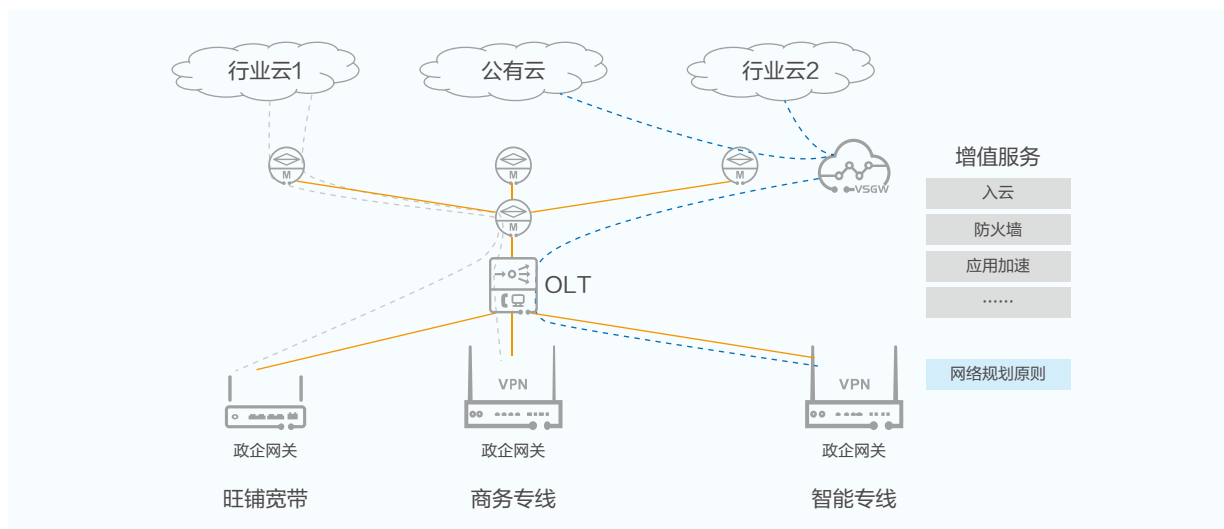 行业云1
公有云
行业云2
M
M
M
VSGW
增值服务
入云
防火墙
应用加速
……
M
OLT
网络规划原则
VPN
VPN
政企网关
政企网关
政企网关
旺铺宽带
商务专线
智能专线